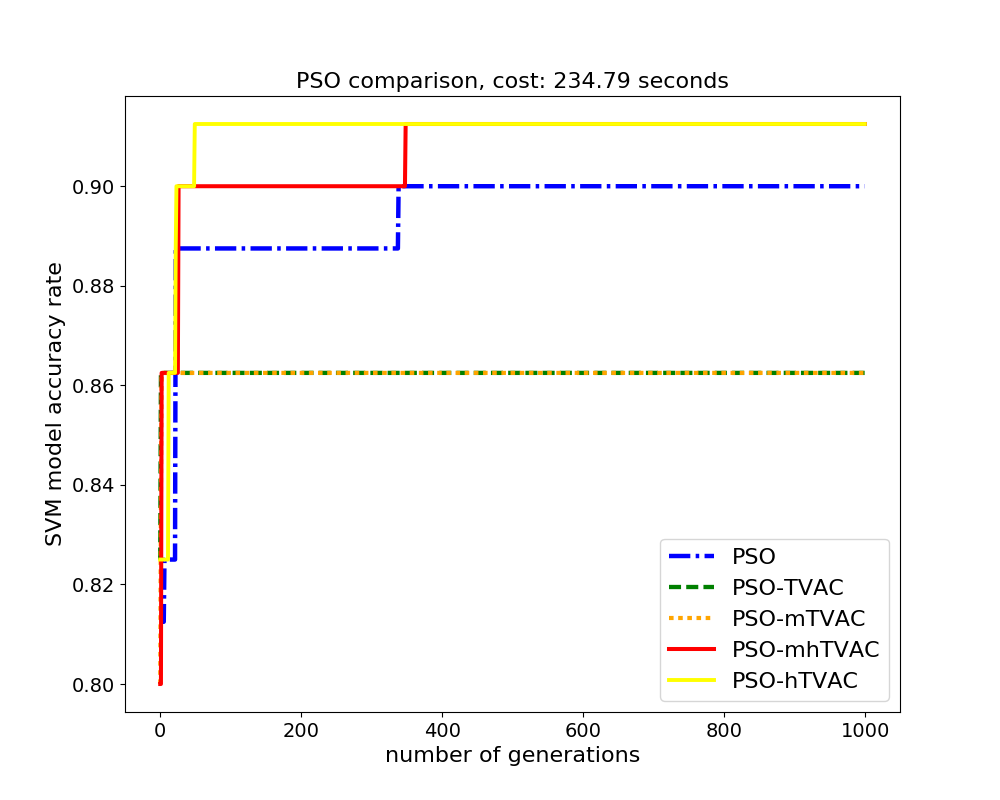 PSO comparison, cost: 234.79 seconds
SVM model accuracy rate
0.90
0.88
0.86
0.84
0.82
0.80
PSO
PSO-TVAC
PSO-mTVAC
PSO-mhTVAC
PSO-hTVAC
0 200 400 600 800 1000
number of generations